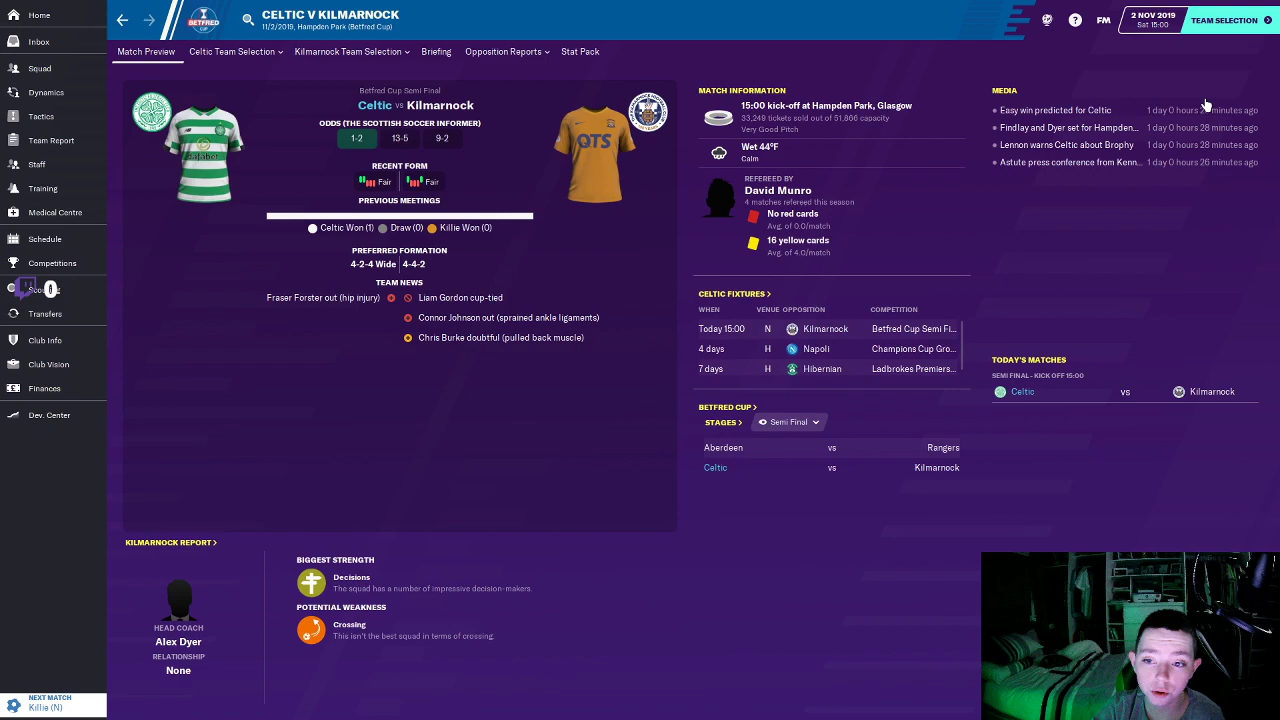 CELTIC V KILMARNOCK
11/2/2019, Hampden Park (Betfred Cup)
2 NOV 2019
Sat 15:00
TEAM SELECTION
FM
BETFRED
CUP
Match Preview
Celtic Team Selection
Kilmarnock Team Selection
Briefing
Opposition Reports
Stat Pack
Inbox
Squad
Dynamics
Tactics
Team Report
Staff
Training
Medical Centre
Schedule
Competitions
Scouting
Transfers
Club Info
Club Vision
Finances
Dev. Center
NEXT MATCH
Killie (N)
Betfred Cup Semi Final
Celtic vs Kilmarnock
ODDS (THE SCOTTISH SOCCER INFORMER)
1-2 13-5 9-2
RECENT FORM
Fair Fair
PREVIOUS MEETINGS
Celtic Won (1) Draw (0) Killie Won (0)
PREFERRED FORMATION
4-2-4 Wide 4-4-2
TEAM NEWS
Fraser Forster out (hip injury) Liam Gordon cup-tied
Connor Johnson out (sprained ankle ligaments)
Chris Burke doubtful (pulled back muscle)
QTS
KILMARNOCK REPORT
HEAD COACH
Alex Dyer
RELATIONSHIP
None
BIGGEST STRENGTH
Decisions
The squad has a number of impressive decision-makers.
POTENTIAL WEAKNESS
Crossing
This isn't the best squad in terms of crossing.
MATCH INFORMATION
15:00 kick-off at Hampden Park, Glasgow
33,249 tickets sold out of 51,866 capacity
Very Good Pitch
Wet 44°F
Calm
REFEREED BY
David Munro
4 matches refereed this season
No red cards
Avg. of 0.0/match
16 yellow cards
Avg. of 4.0/match
CELTIC FIXTURES
WHEN VENUE OPPOSITION COMPETITION
Today 15:00 N Kilmarnock Betfred Cup Semi Fi...
4 days H Napoli Champions Cup Gro...
7 days H Hibernian Ladbrokes Premiers...
BETFRED CUP
STAGES Semi Final
Aberdeen vs Rangers
Celtic vs Kilmarnock
MEDIA
Easy win predicted for Celtic 1 day 0 hours minutes ago
Findlay and Dyer set for Hampden... 1 day 0 hours 28 minutes ago
Lennon warns Celtic about Brophy 1 day 0 hours 28 minutes ago
Astute press conference from Kenn... 1 day 0 hours 26 minutes ago
TODAY'S MATCHES
SEMI FINAL - KICK OFF 15:00
Celtic vs Kilmarnock